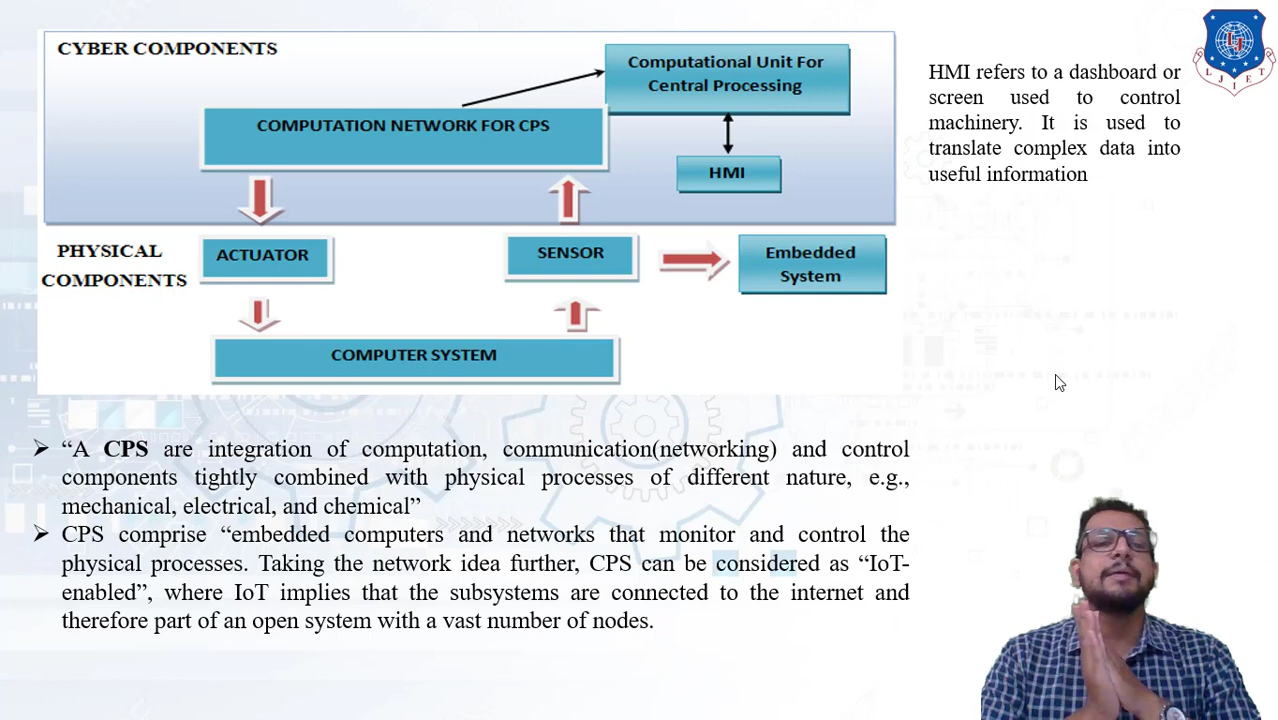 CYBER COMPONENTS
Computational Unit For
Central Processing
COMPUTATION NETWORK FOR CPS
HMI
PHYSICAL
COMPONENTS
ACTUATOR
SENSOR
Embedded
System
COMPUTER SYSTEM
HMI refers to a dashboard or
screen used to control
machinery. It is used to
translate complex data into
useful information
LJIET
➢ “A CPS are integration of computation, communication(networking) and control
components tightly combined with physical processes of different nature, e.g.,
mechanical, electrical, and chemical”
➢ CPS comprise “embedded computers and networks that monitor and control the
physical processes. Taking the network idea further, CPS can be considered as “IoT-
enabled”, where IoT implies that the subsystems are connected to the internet and
therefore part of an open system with a vast number of nodes.